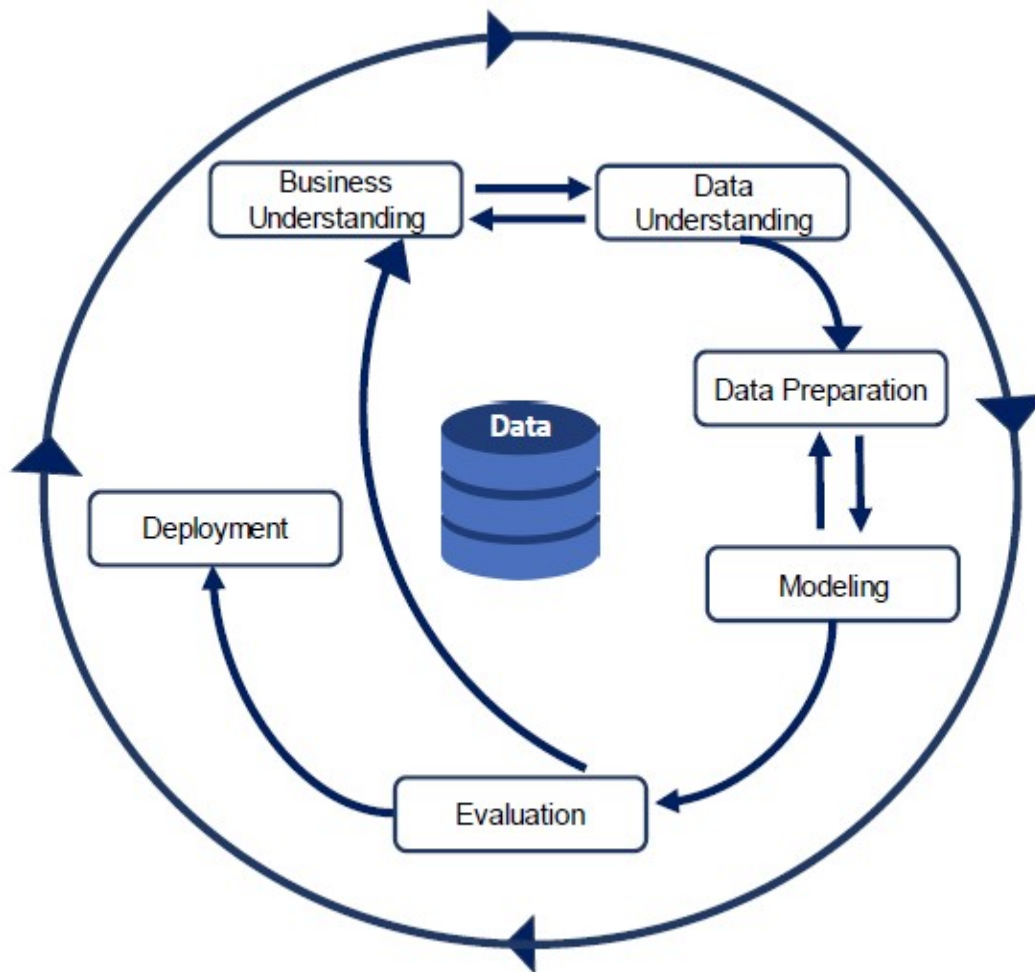 Business
Understanding
Data
Understanding
Data Preparation
Data
Deployment
Modeling
Evaluation